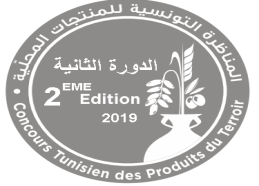 المناظرة التونسية للمنتجات المحلية
الدورة الثانية
2EME Edition
2019
Concours Tunisien des Produits du Terroir